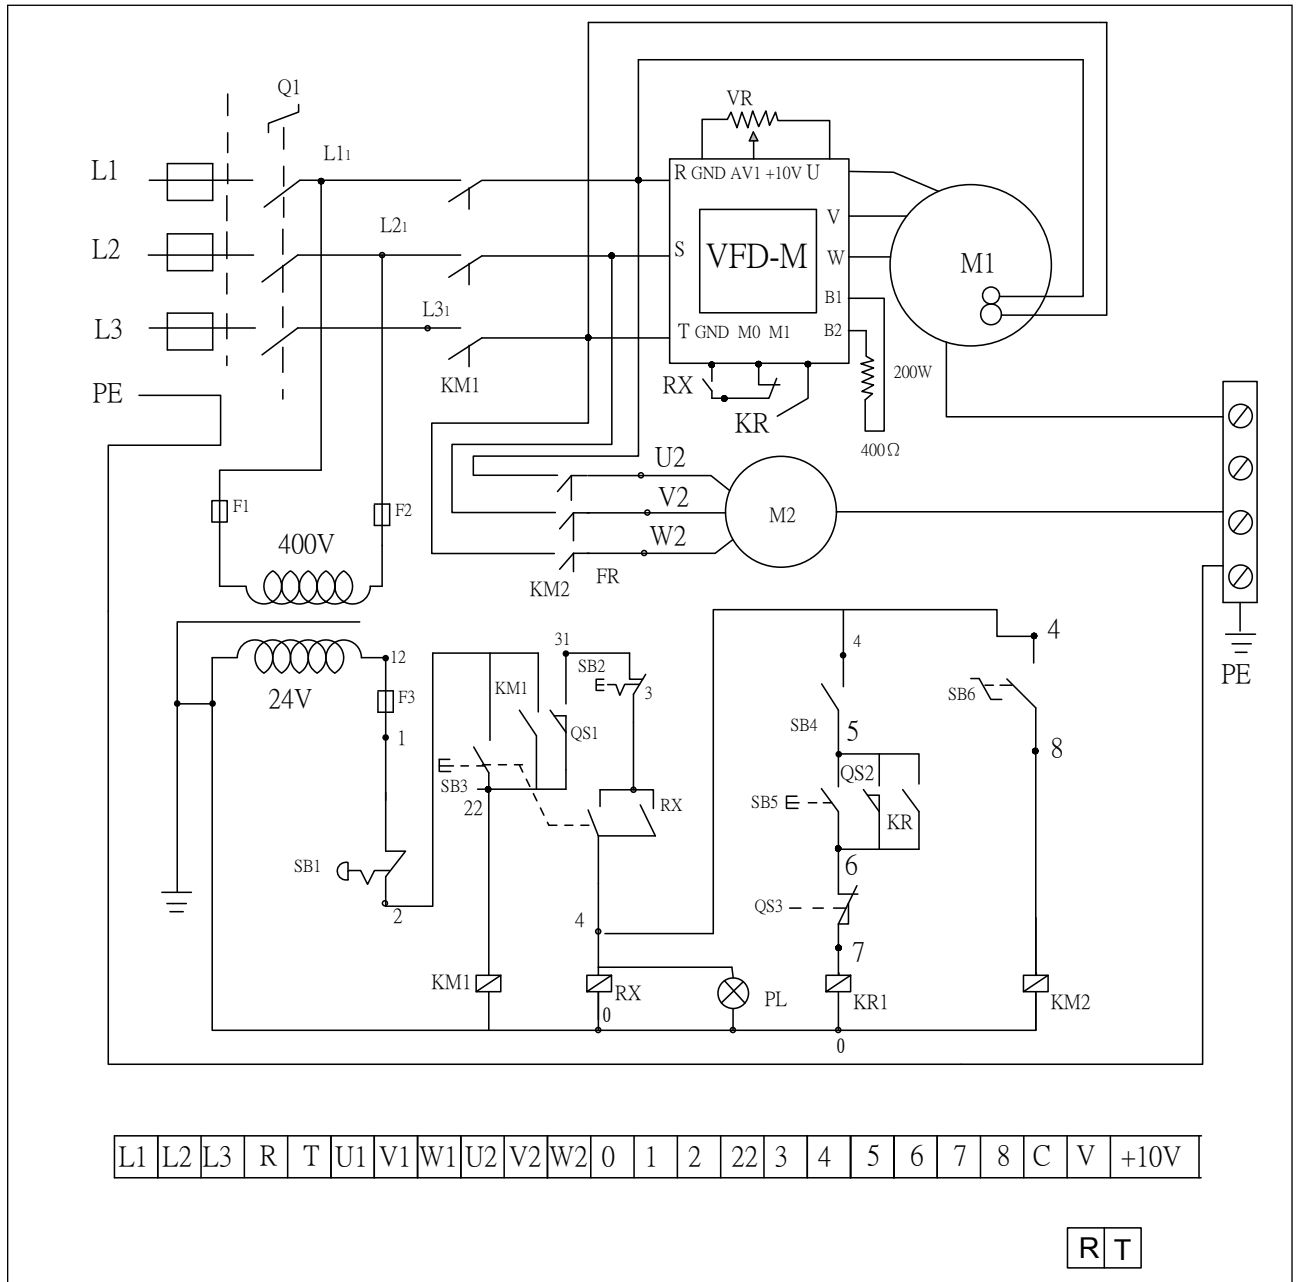 Q1
VR
L1 L1₁ R GND AV1 +10V U
V
L2 L2₁ S VFD-M W M1
B1
L3 L3₁ T GND M0 M1 B2
KM1 RX 200W
PE KR
400Ω
U2
F1 F2 V2 M2
400V W2
KM2 FR
24V 12 31 4 4
F3 KM1 SB2 3 SB6 PE
1 QS1 SB4 5 8
SB3 QS2
22 RX SB5 KR
SB1 6
2 QS3
4 7
KM1 RX PL KR1 KM2
0 0
L1 L2 L3 R T U1 V1 W1 U2 V2 W2 0 1 2 22 3 4 5 6 7 8 C V +10V
R T